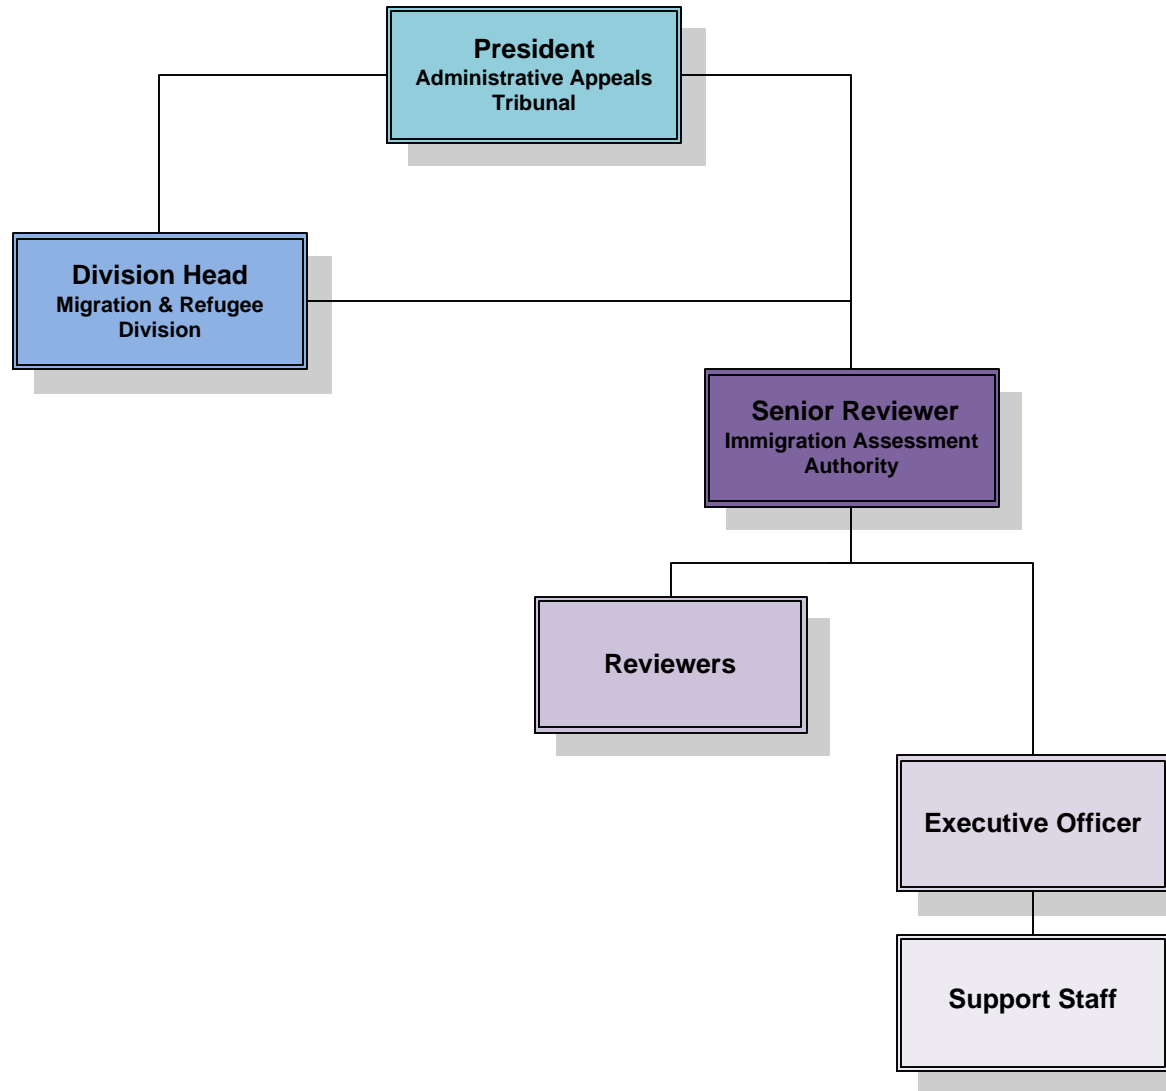 President
Administrative Appeals
Tribunal
Division Head
Migration & Refugee
Division
Senior Reviewer
Immigration Assessment
Authority
Reviewers
Executive Officer
Support Staff